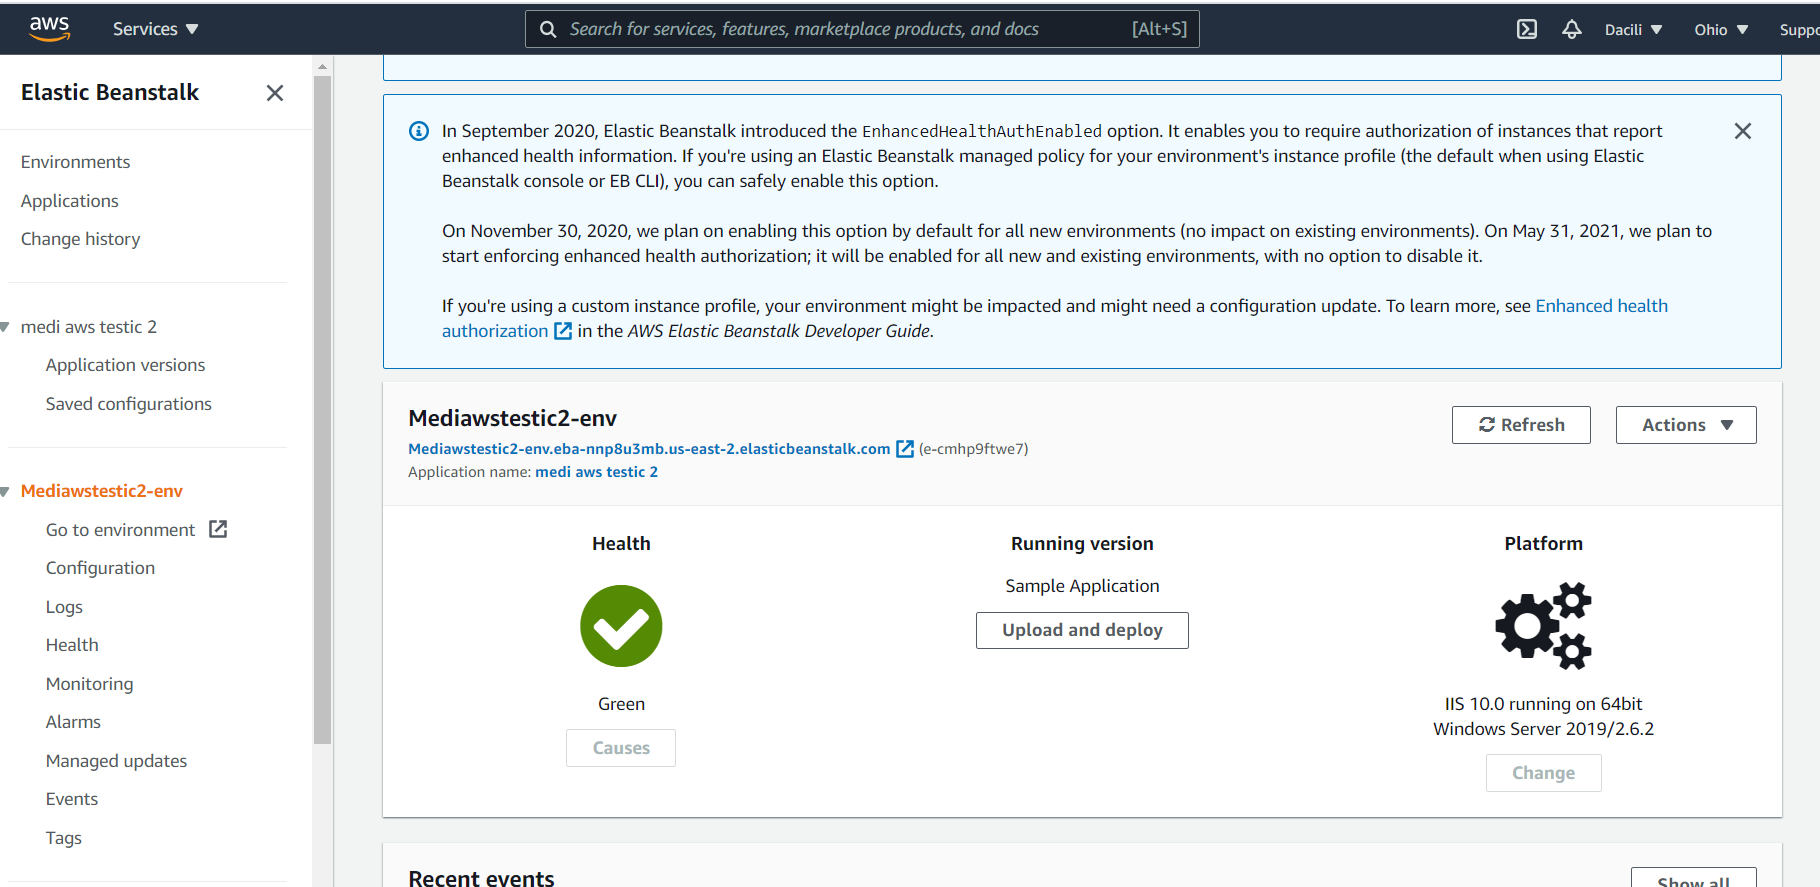 aws
Services ▼
Search for services, features, marketplace products, and docs [Alt+S]
Dacili ▼
Ohio ▼
Suppo
Elastic Beanstalk
Environments
Applications
Change history
medi aws testic 2
Application versions
Saved configurations
Mediawstestic2-env
Go to environment
Configuration
Logs
Health
Monitoring
Alarms
Managed updates
Events
Tags
In September 2020, Elastic Beanstalk introduced the EnhancedHealthAuthEnabled option. It enables you to require authorization of instances that report
enhanced health information. If you're using an Elastic Beanstalk managed policy for your environment's instance profile (the default when using Elastic
Beanstalk console or EB CLI), you can safely enable this option.
On November 30, 2020, we plan on enabling this option by default for all new environments (no impact on existing environments). On May 31, 2021, we plan to
start enforcing enhanced health authorization; it will be enabled for all new and existing environments, with no option to disable it.
If you're using a custom instance profile, your environment might be impacted and might need a configuration update. To learn more, see Enhanced health
authorization in the AWS Elastic Beanstalk Developer Guide.
Mediawstestic2-env
Mediawstestic2-env.eba-nnp8u3mb.us-east-2.elasticbeanstalk.com (e-cmhp9ftwe7)
Application name: medi aws testic 2
Refresh
Actions ▼
Health
Green
Causes
Running version
Sample Application
Upload and deploy
Platform
IIS 10.0 running on 64bit
Windows Server 2019/2.6.2
Change
Recent events
Show all